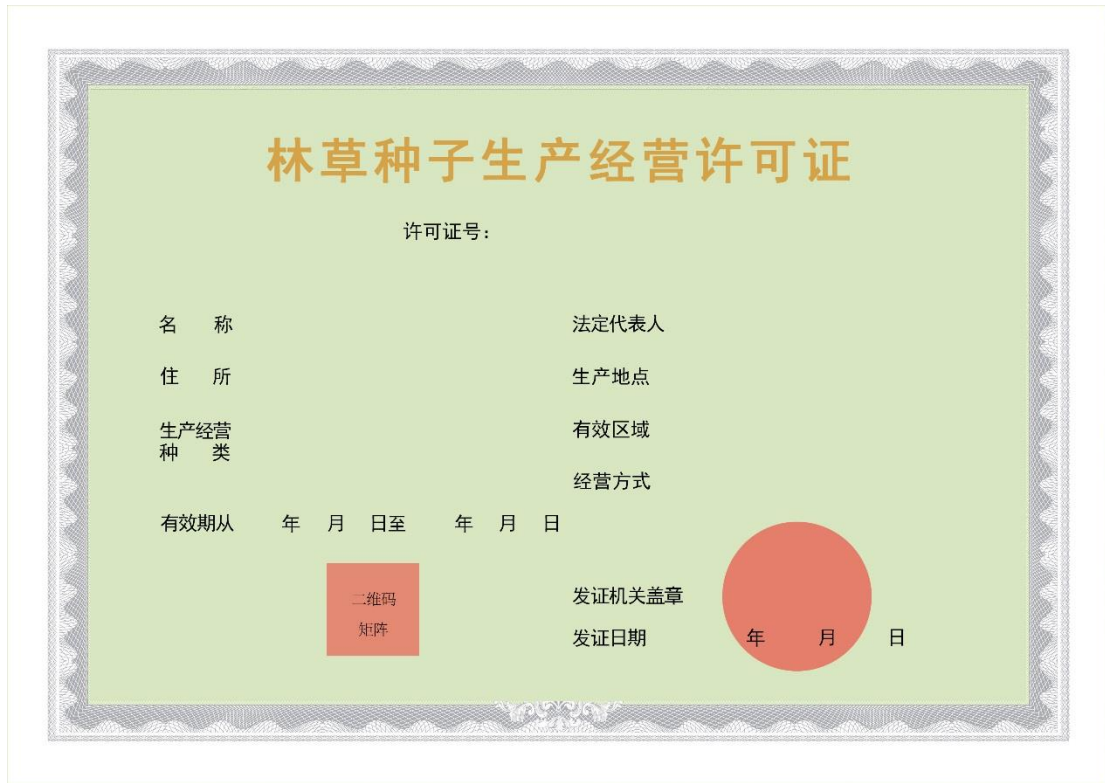 林草种子生产经营许可证
许可证号：
名 称
法定代表人
住 所
生产地点
生产经营
种 类
有效区域
经营方式
有效期从 年 月 日至 年 月 日
二维码
矩阵
发证机关盖章
发证日期 年 月 日